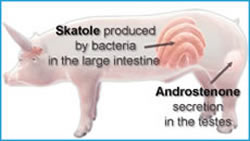 Skatole produced
by bacteria
in the large intestine
Androstenone
secretion
in the testes